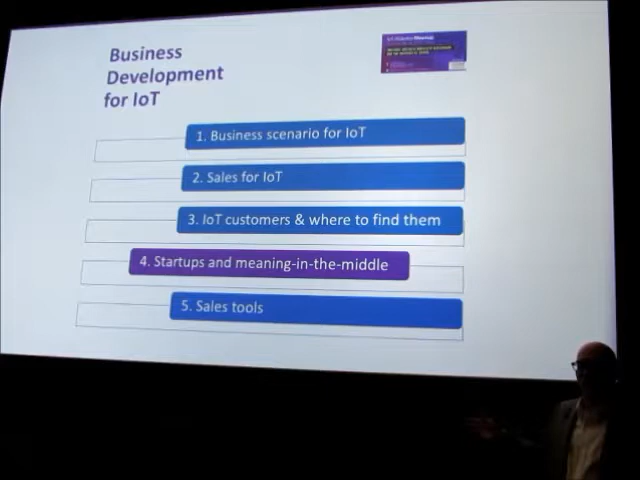 Business
Development
for IoT
1. Business scenario for IoT
2. Sales for IoT
3. IoT customers & where to find them
4. Startups and meaning-in-the-middle
5. Sales tools